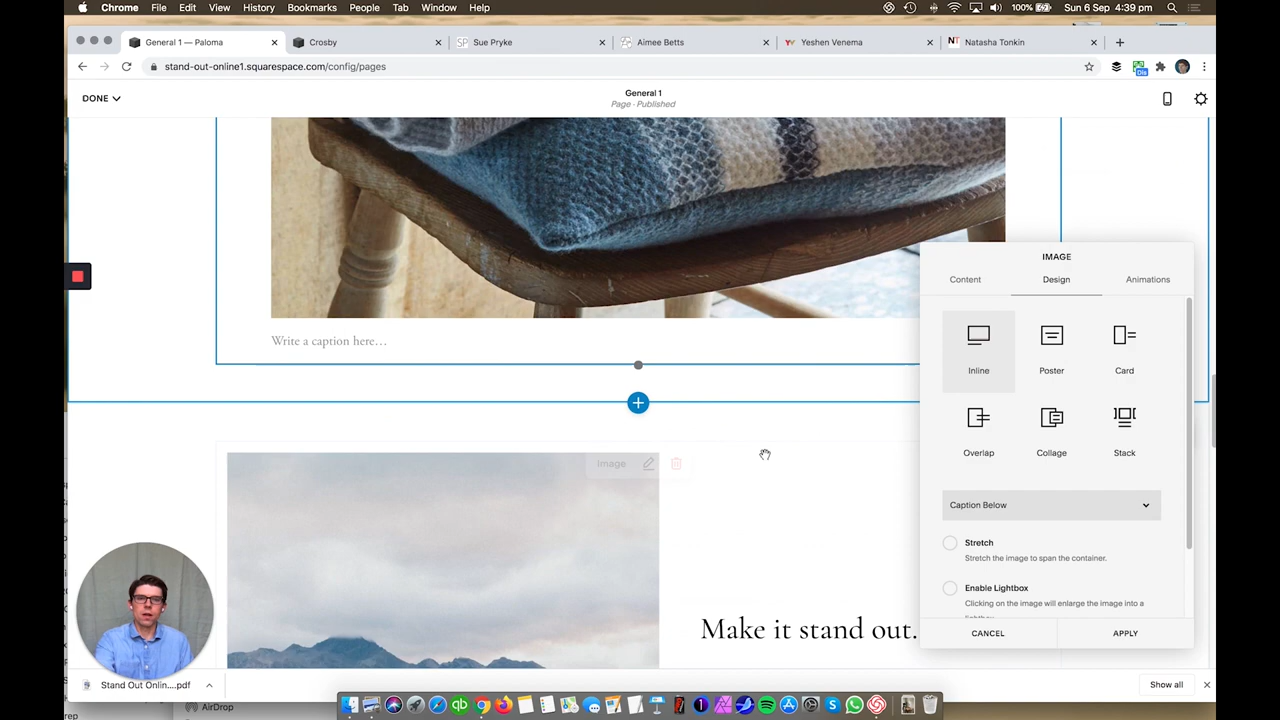 Chrome File Edit View History Bookmarks People Tab Window Help 100% Sun 6 Sep 4:39 pm
General 1 — Paloma Crosby Sue Pryke Aimee Betts Yeshen Venema Natasha Tonkin
stand-out-online1.squarespace.com/config/pages
Dis
DONE
General 1
Page · Published
IMAGE
Content Design Animations
Write a caption here…
Inline Poster Card
Overlap Collage Stack
Image
Caption Below
Stretch
Stretch the image to span the container.
Enable Lightbox
Clicking on the image will enlarge the image into a
Make it stand out.
CANCEL APPLY
Stand Out Onlin....pdf
Show all
AirDrop